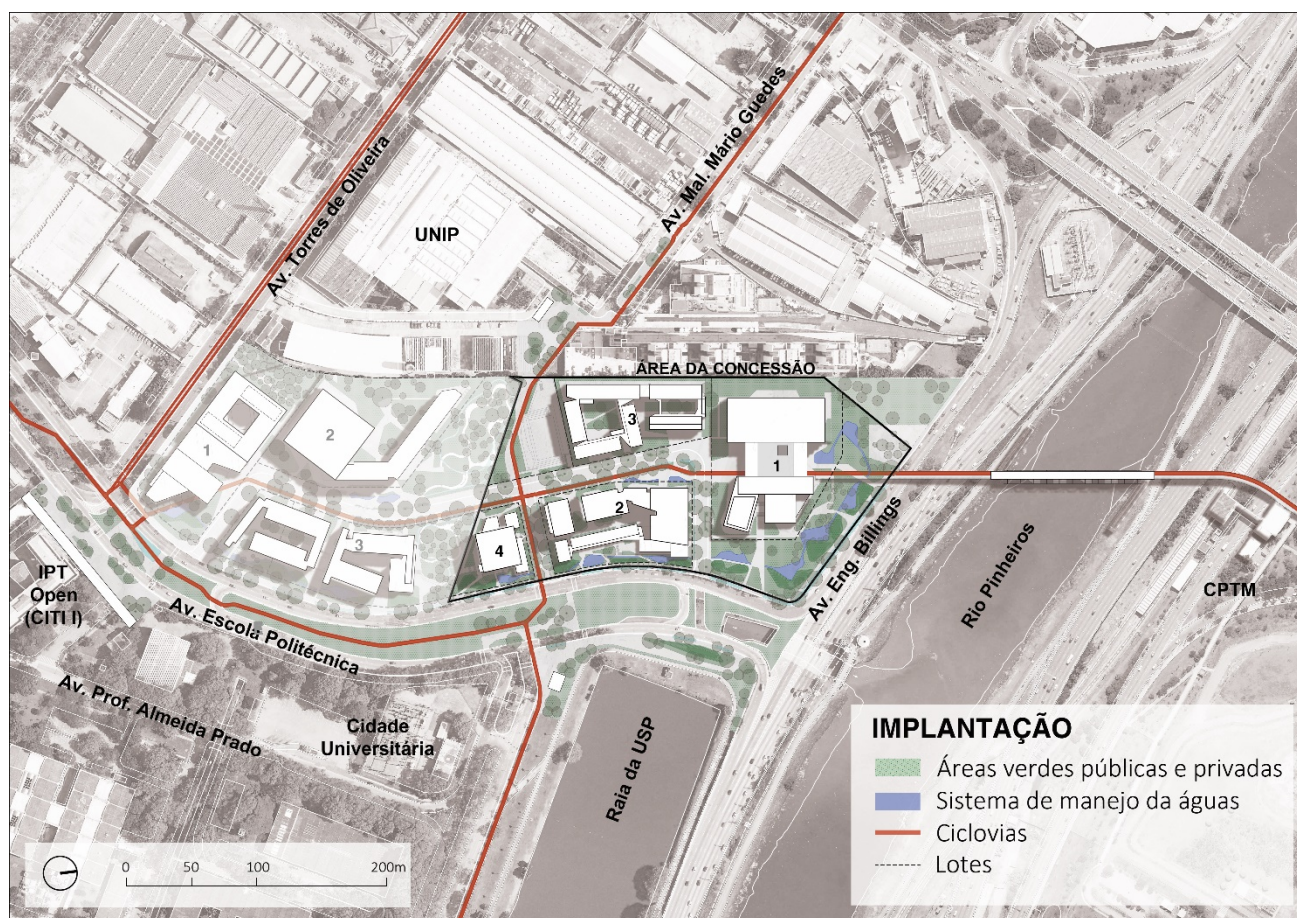 Av. Torres de Oliveira
Av. Mal. Mário Guedes
UNIP
ÁREA DA CONCESSÃO
1
2
3
3
1
2
4
Av. Eng. Billings
Rio Pinheiros
CPTM
IPT
Open
(CITI I)
Av. Escola Politécnica
Av. Prof. Almeida Prado
Cidade
Universitária
Raia da USP
IMPLANTAÇÃO
Áreas verdes públicas e privadas
Sistema de manejo da águas
Ciclovias
Lotes
0 50 100 200m